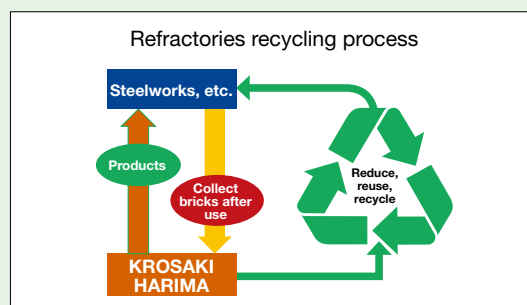 Refractories recycling process
Steelworks, etc.
Products
Collect
bricks after
use
Reduce,
reuse,
recycle
KROSAKI
HARIMA